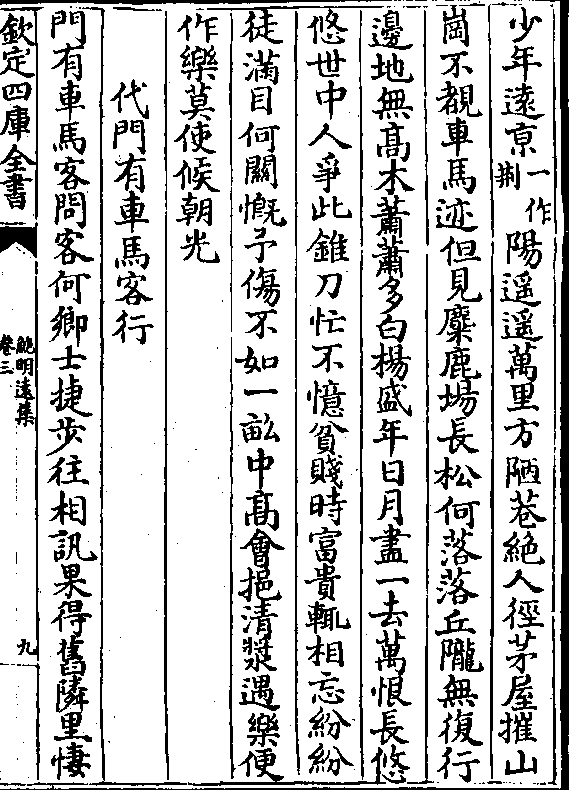 少年遠京一作荆陽遥遥萬里方陋巷絶人徑茅屋摧山
崗不覩車馬迹但見麋鹿場長松何落落丘隴無復行
邊地無髙木蕭蕭多白楊盛年日月盡一去萬恨長悠
悠世中人爭此錐刀忙不憶貧賤時富貴輒相忘紛紛
徒滿目何關慨予傷不如一畝中髙會挹清漿遇樂便
作樂莫使候朝光
代門有車馬客行
門有車馬客問客何鄉士捷步往相訊果得舊隣里悽
欽定四庫全書
鮑明遠集
卷三
九